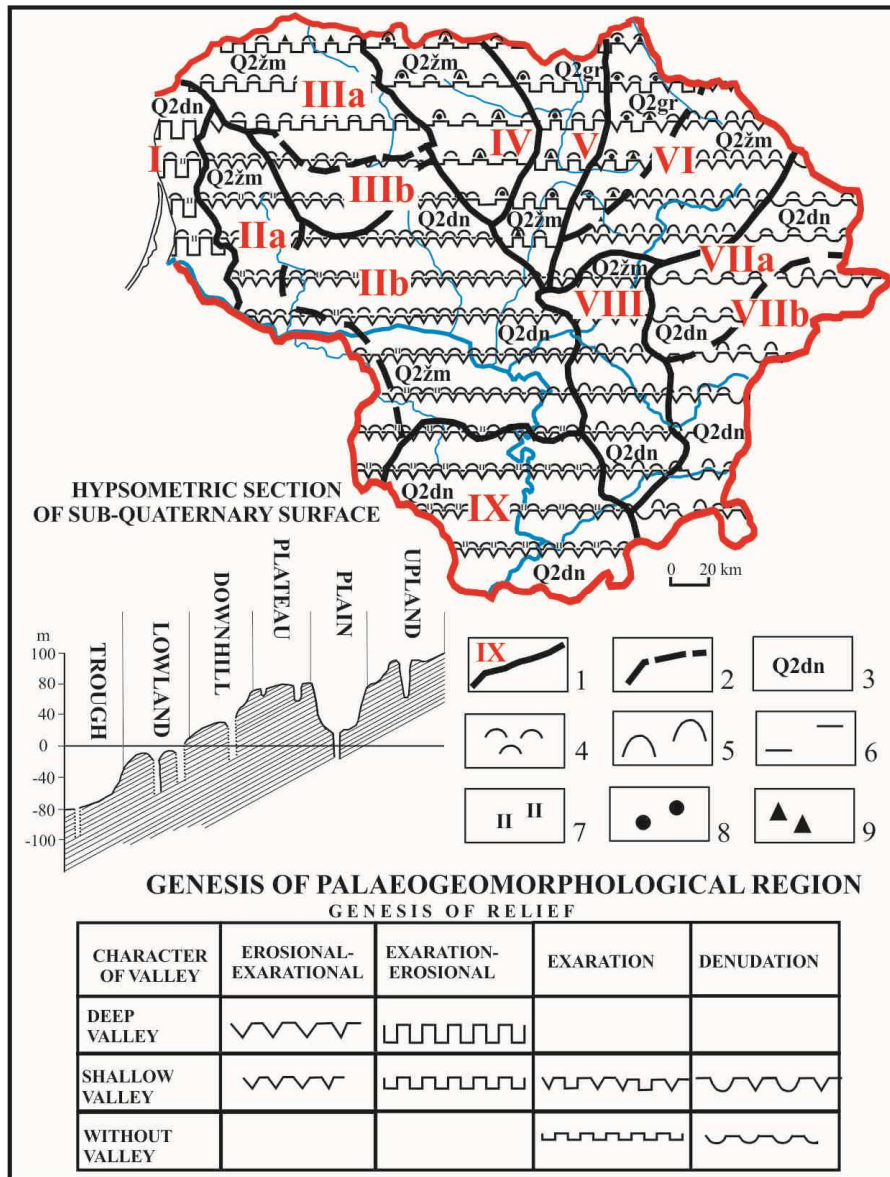 Q2žm
Q2žm
Q2gr
Q2dn
IIIa
Q2gr
I
IV
V
VI
Q2žm
Q2žm
IIIb
Q2dn
Q2žm
Q2dn
IIa
Q2žm
VIIa
IIb
VIII
VIIb
Q2dn
Q2dn
Q2žm
Q2dn
Q2dn
Q2dn
IX
Q2dn
0 20 km
HYPSOMETRIC SECTION
OF SUB-QUATERNARY SURFACE
TROUGH
LOWLAND
DOWNHILL
PLATEAU
PLAIN
UPLAND
m
100
80
40
0
-40
-80
-100
IX 1
2
Q2dn 3
4
5
6
II II 7
8
9
GENESIS OF PALAEOGEOMORPHOLOGICAL REGION
GENESIS OF RELIEF
CHARACTER
OF VALLEY
EROSIONAL-
EXARATIONAL
EXARATION-
EROSIONAL
EXARATION
DENUDATION
DEEP
VALLEY
SHALLOW
VALLEY
WITHOUT
VALLEY